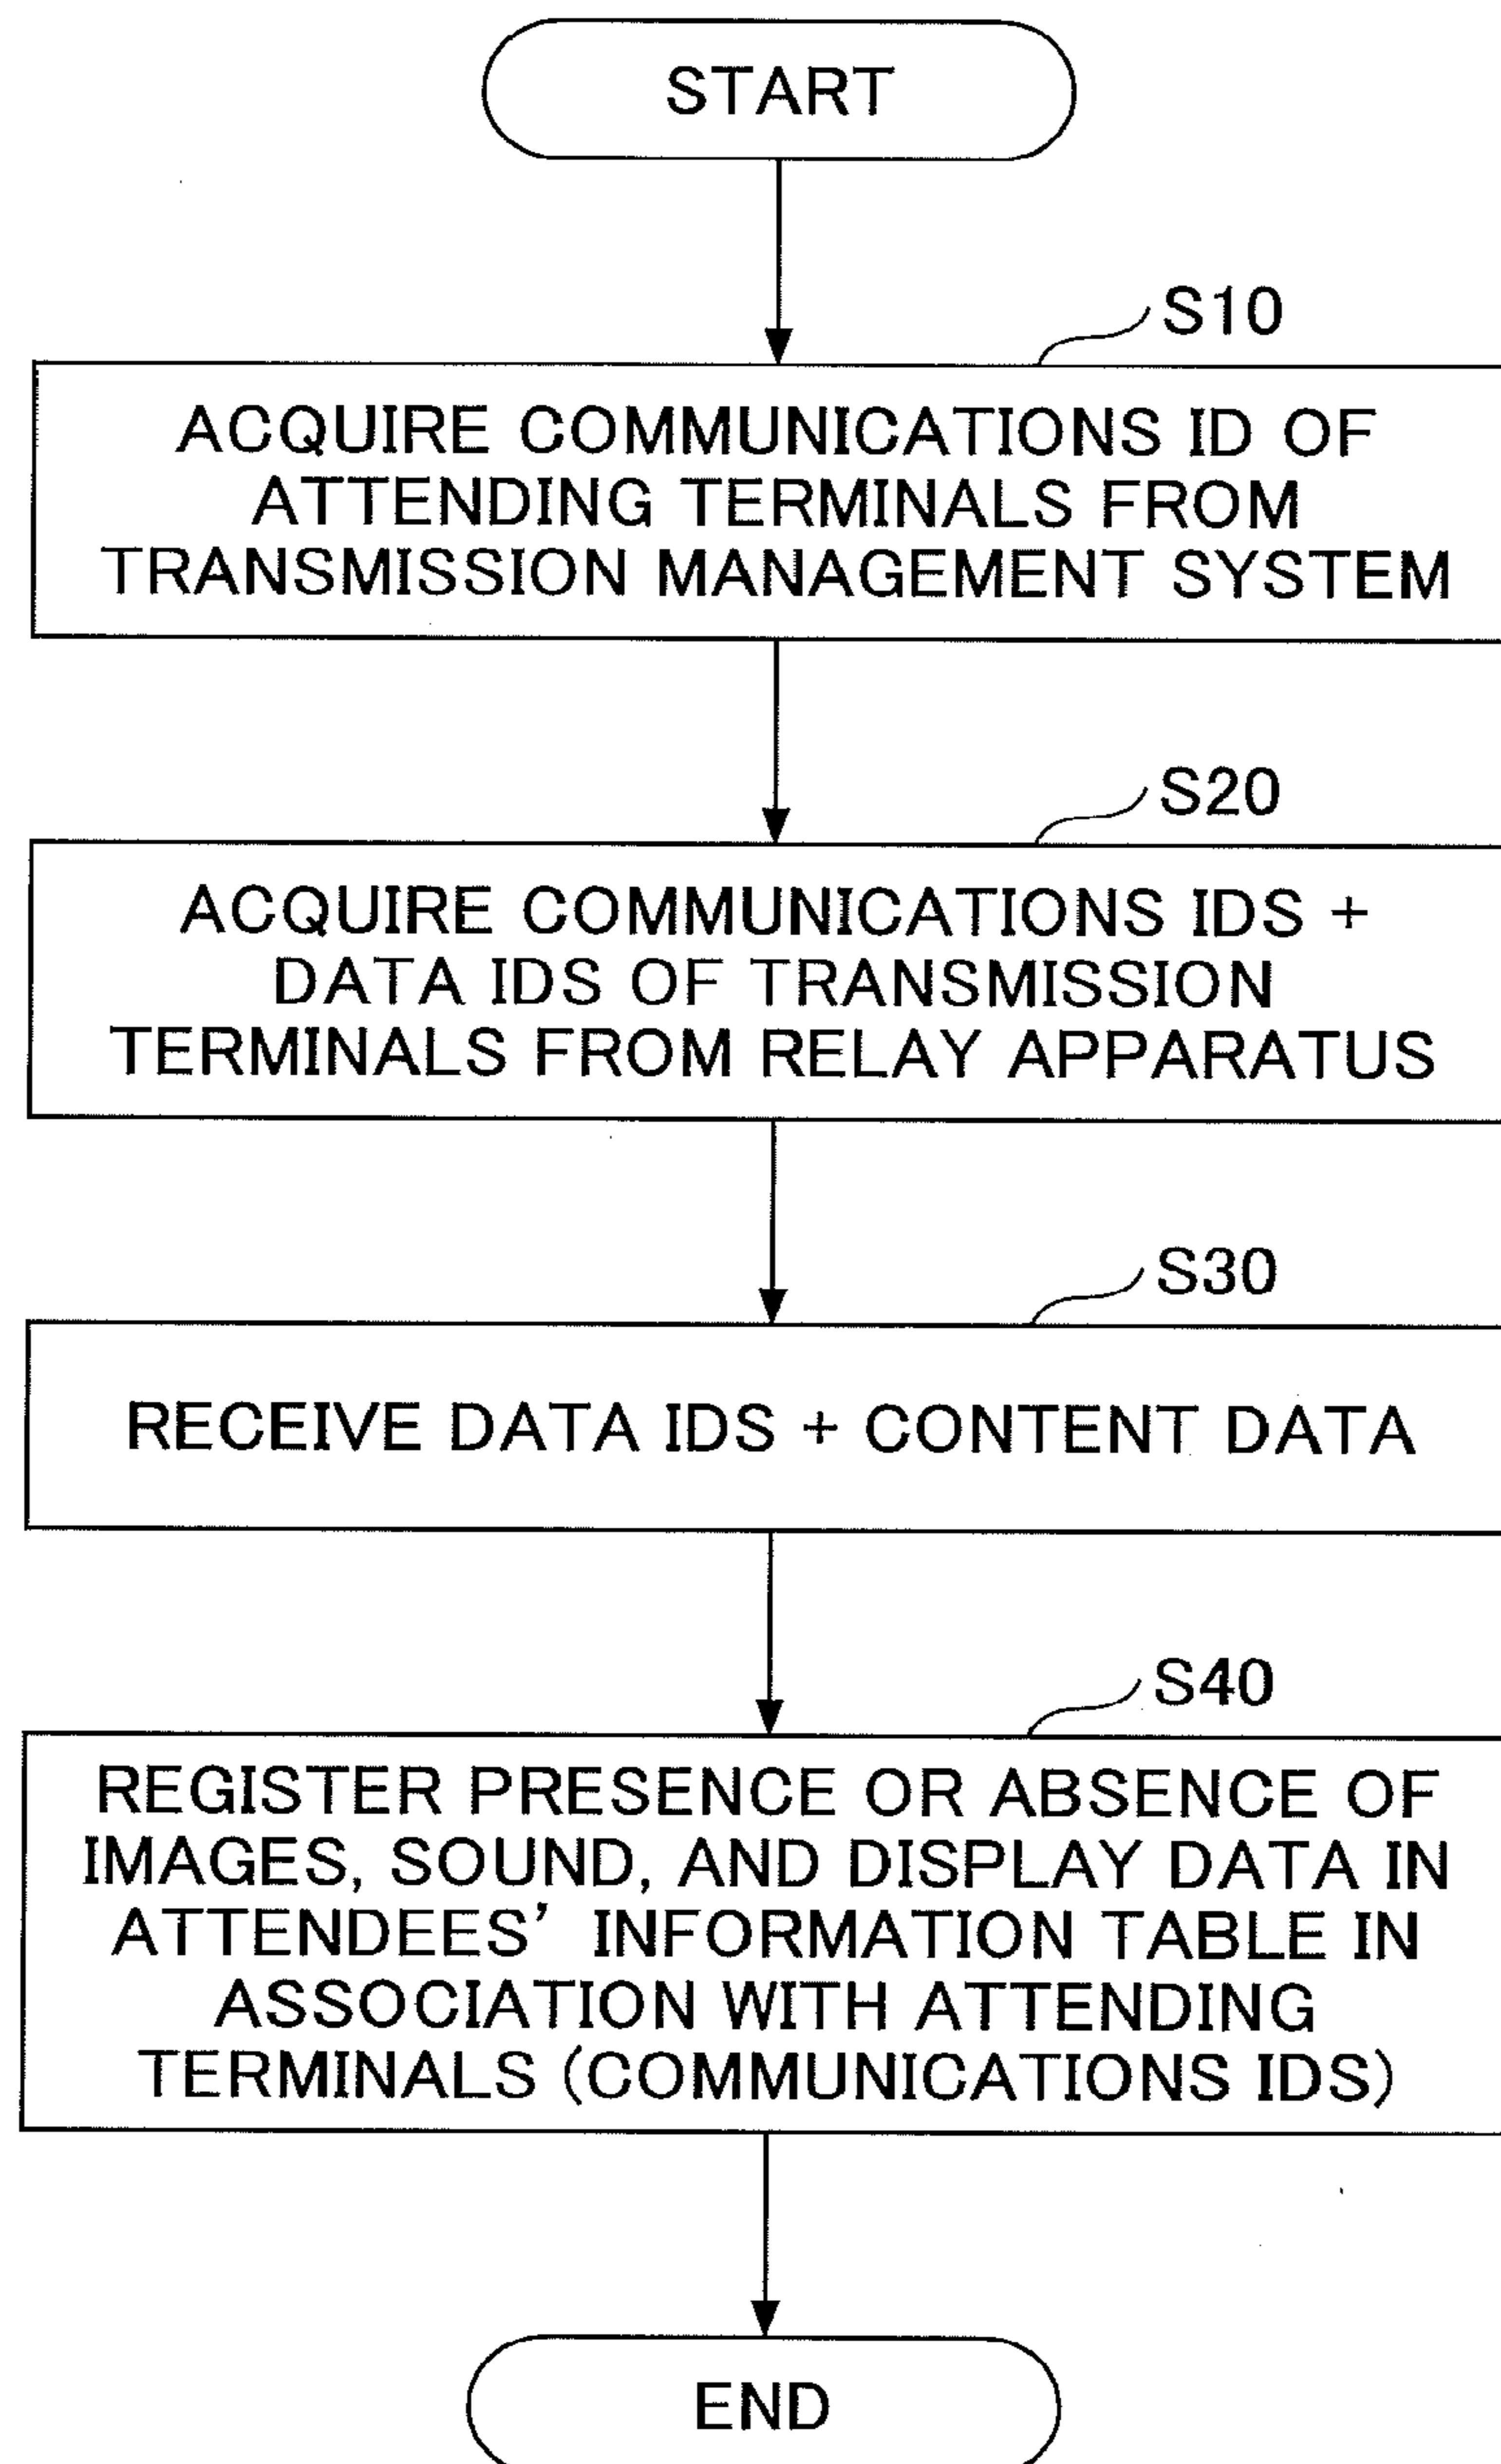 START
S10
ACQUIRE COMMUNICATIONS ID OF
ATTENDING TERMINALS FROM
TRANSMISSION MANAGEMENT SYSTEM
S20
ACQUIRE COMMUNICATIONS IDS +
DATA IDS OF TRANSMISSION
TERMINALS FROM RELAY APPARATUS
S30
RECEIVE DATA IDS + CONTENT DATA
S40
REGISTER PRESENCE OR ABSENCE OF
IMAGES, SOUND, AND DISPLAY DATA IN
ATTENDEES' INFORMATION TABLE IN
ASSOCIATION WITH ATTENDING
TERMINALS (COMMUNICATIONS IDS)
END